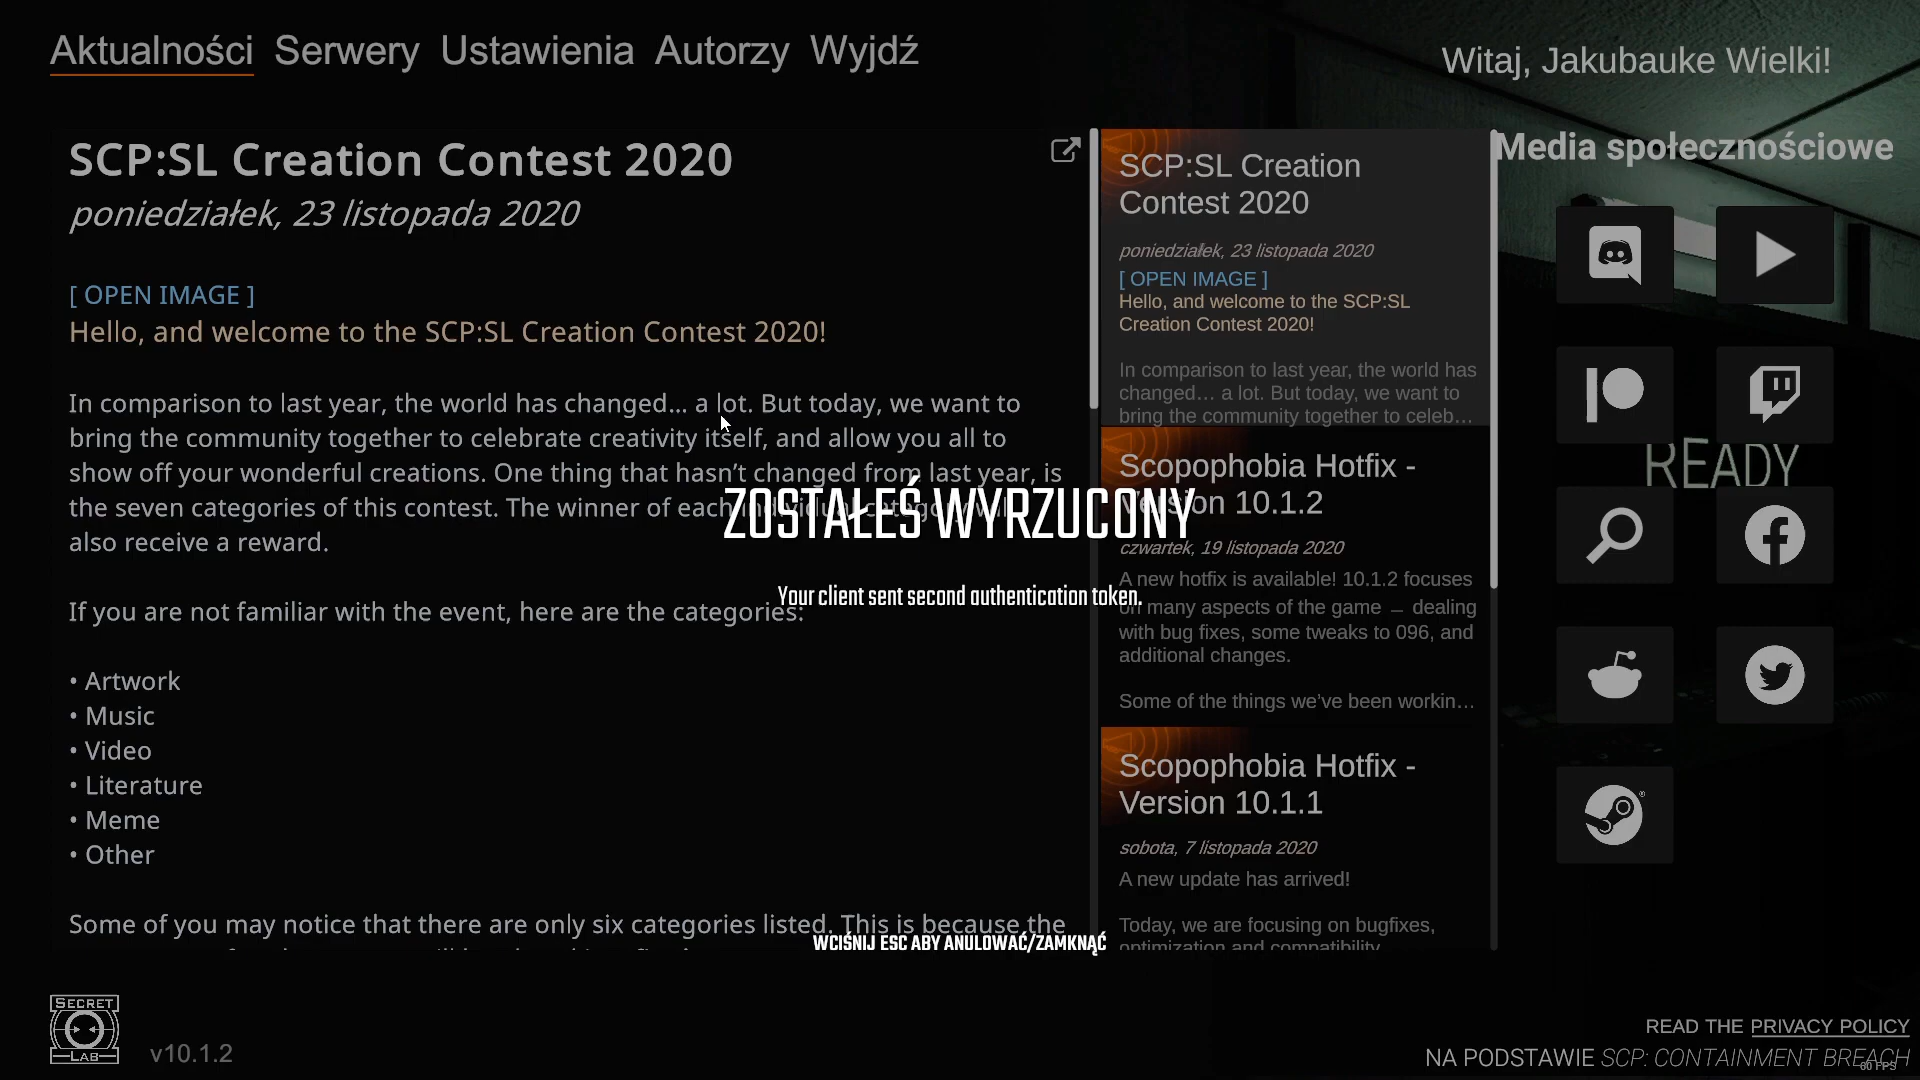 Aktualności Serwery Ustawienia Autorzy Wyjdź
Witaj, Jakubauke Wielki!
SCP:SL Creation Contest 2020
poniedziałek, 23 listopada 2020
[ OPEN IMAGE ]
Hello, and welcome to the SCP:SL Creation Contest 2020!
In comparison to last year, the world has changed... a lot. But today, we want to
bring the community together to celebrate creativity itself, and allow you all to
show off your wonderful creations. One thing that hasn't changed from last year, is
the seven categories of this contest. The winner of each
also receive a reward.
If you are not familiar with the event, here are the categories:
• Artwork
• Music
• Video
• Literature
• Meme
• Other
Some of you may notice that there are only six categories listed. This is because the
ZOSTAŁEŚ WYRZUCONY
Your client sent second authentication token.
WCIŚNIJ ESC ABY ANULOWAĆ/ZAMKNĄĆ
SCP:SL Creation
Contest 2020
poniedziałek, 23 listopada 2020
[ OPEN IMAGE ]
Hello, and welcome to the SCP:SL
Creation Contest 2020!
In comparison to last year, the world has
changed... a lot. But today, we want to
bring the community together to celeb...
Scopophobia Hotfix -
Version 10.1.2
czwartek, 19 listopada 2020
A new hotfix is available! 10.1.2 focuses
on many aspects of the game – dealing
with bug fixes, some tweaks to 096, and
additional changes.
Some of the things we've been workin...
Scopophobia Hotfix -
Version 10.1.1
sobota, 7 listopada 2020
A new update has arrived!
Today, we are focusing on bugfixes,
optimization and compatibility
Media społecznościowe
READY
SECRET
LAB
v10.1.2
READ THE PRIVACY POLICY
NA PODSTAWIE SCP: CONTAINMENT BREACH
60 FPS